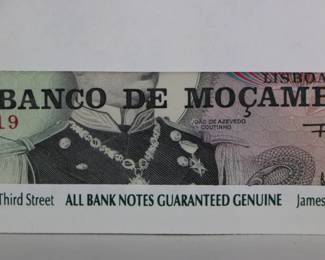 LISBOA
BANCO DE MOÇAMB
19
JOÃO DE AZEVEDO
COUTINHO
Third Street ALL BANK NOTES GUARANTEED GENUINE James